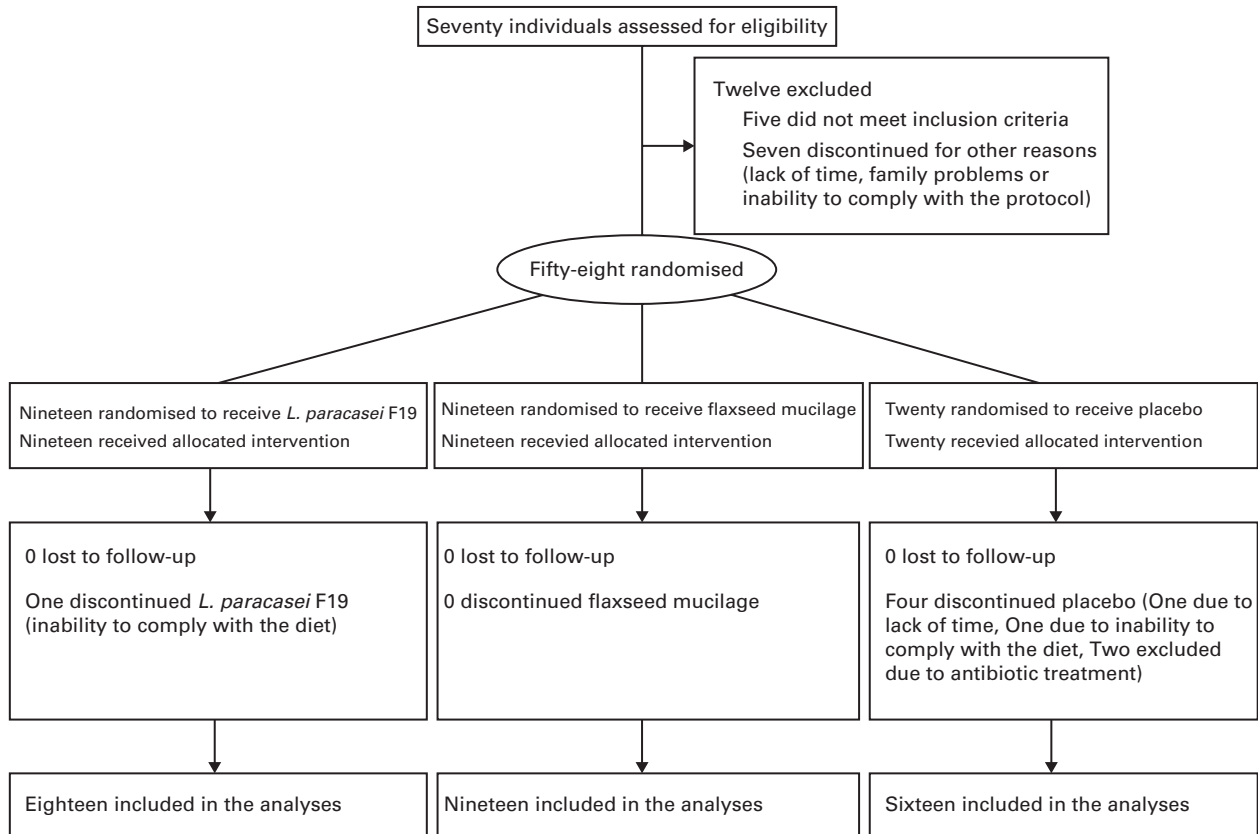 Seventy individuals assessed for eligibility
Twelve excluded
Five did not meet inclusion criteria
Seven discontinued for other reasons
(lack of time, family problems or
inability to comply with the protocol)
Fifty-eight randomised
Nineteen randomised to receive L. paracasei F19
Nineteen received allocated intervention
Nineteen randomised to receive flaxseed mucilage
Nineteen recevied allocated intervention
Twenty randomised to receive placebo
Twenty recevied allocated intervention
0 lost to follow-up
One discontinued L. paracasei F19
(inability to comply with the diet)
0 lost to follow-up
0 discontinued flaxseed mucilage
0 lost to follow-up
Four discontinued placebo (One due to
lack of time, One due to inability to
comply with the diet, Two excluded
due to antibiotic treatment)
Eighteen included in the analyses
Nineteen included in the analyses
Sixteen included in the analyses